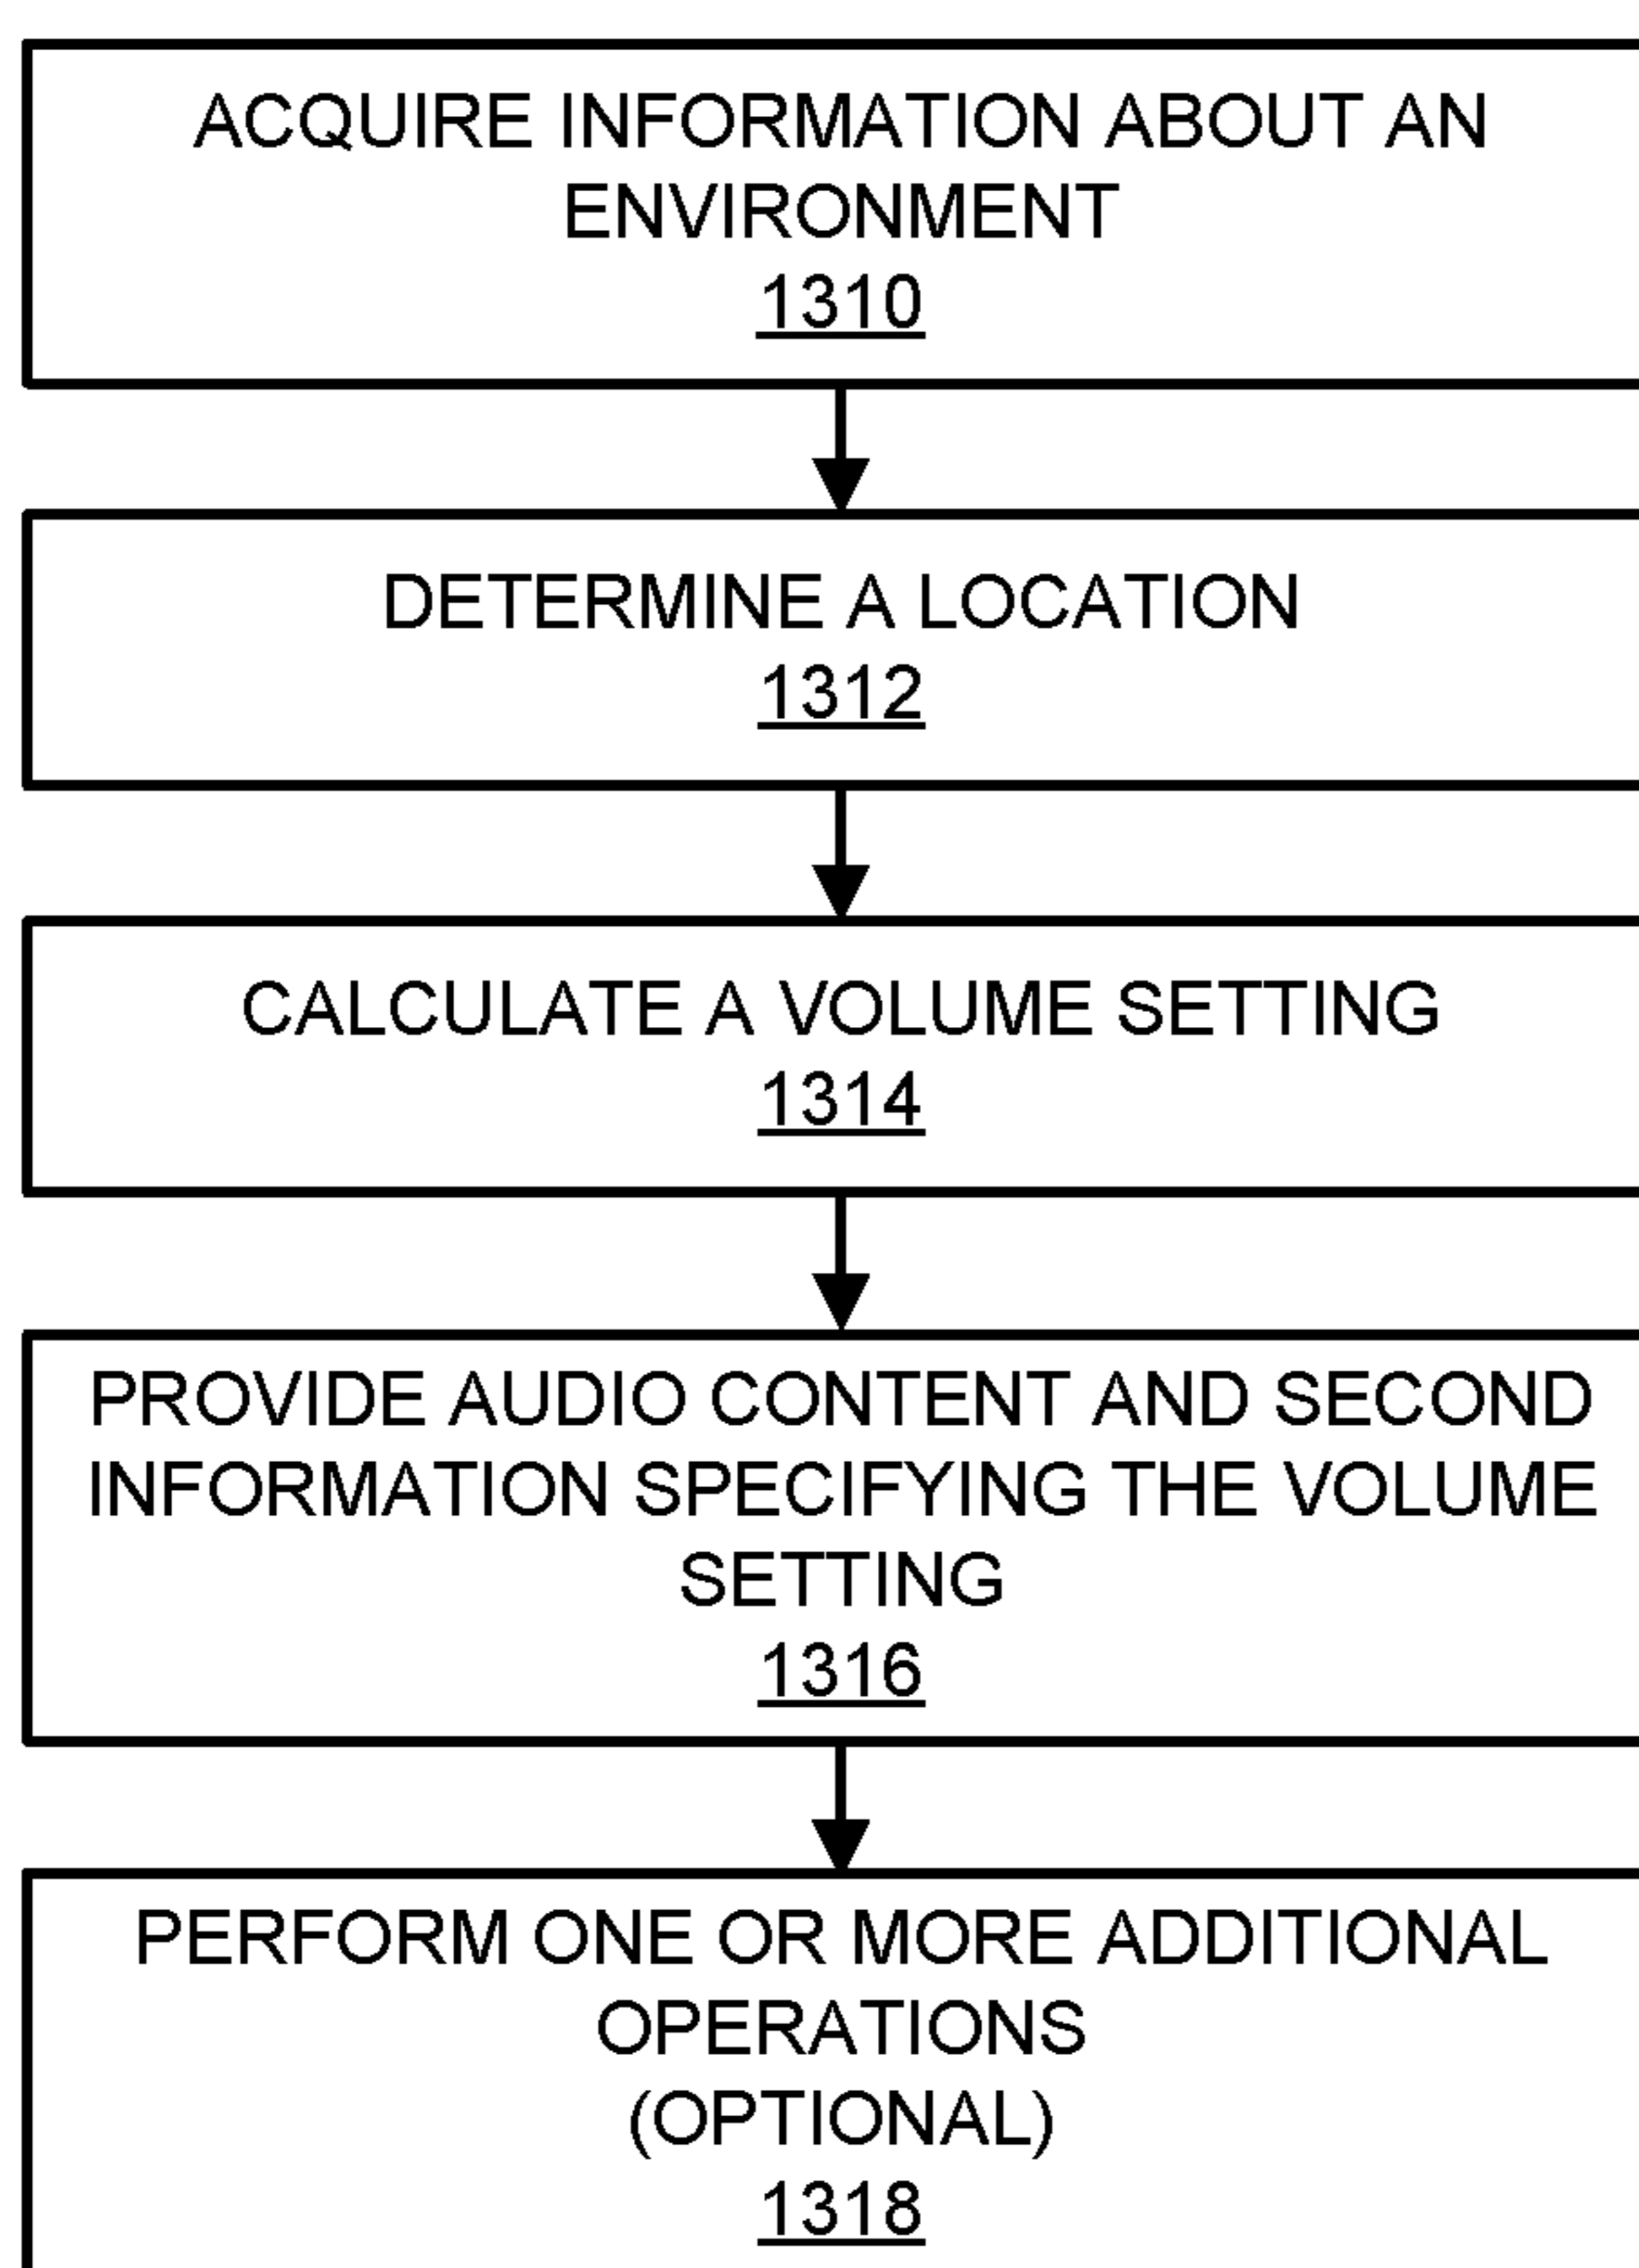 ACQUIRE INFORMATION ABOUT AN
ENVIRONMENT
1310
DETERMINE A LOCATION
1312
CALCULATE A VOLUME SETTING
1314
PROVIDE AUDIO CONTENT AND SECOND
INFORMATION SPECIFYING THE VOLUME
SETTING
1316
PERFORM ONE OR MORE ADDITIONAL
OPERATIONS
(OPTIONAL)
1318